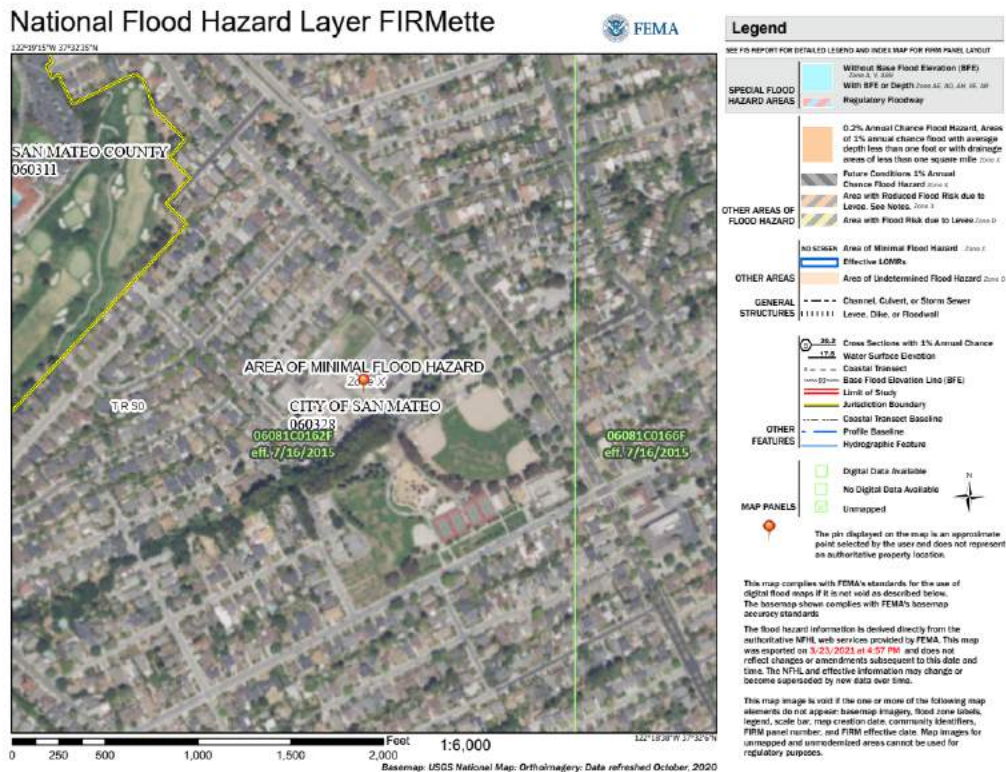 National Flood Hazard Layer FIRMette
FEMA
122°19'15"W 37°32'35"N
SAN MATEO COUNTY
060311
AREA OF MINIMAL FLOOD HAZARD
Zone X
T R S0
CITY OF SAN MATEO
060328
06081C0162F
eff. 7/16/2015
06081C0166F
eff. 7/16/2015
0 250 500 1,000 1,500 2,000
Feet
1:6,000
122°18'38"W 37°32'6"N
Basemap: USGS National Map: Orthoimagery: Data refreshed October, 2020
Legend
SEE FIS REPORT FOR DETAILED LEGEND AND INDEX MAP FOR FIRM PANEL LAYOUT
SPECIAL FLOOD
HAZARD AREAS
Without Base Flood Elevation (BFE)
Zone A, V, A99
With BFE or Depth Zone AE, AO, AH, VE, AR
Regulatory Floodway
OTHER AREAS OF
FLOOD HAZARD
0.2% Annual Chance Flood Hazard, Areas
of 1% annual chance flood with average
depth less than one foot or with drainage
areas of less than one square mile Zone X
Future Conditions 1% Annual
Chance Flood Hazard Zone X
Area with Reduced Flood Risk due to
Levee. See Notes. Zone X
Area with Flood Risk due to Levee Zone D
OTHER AREAS
NO SCREEN Area of Minimal Flood Hazard Zone X
Effective LOMRs
Area of Undetermined Flood Hazard Zone D
GENERAL
STRUCTURES
Channel, Culvert, or Storm Sewer
Levee, Dike, or Floodwall
OTHER
FEATURES
20.2 Cross Sections with 1% Annual Chance
17.5 Water Surface Elevation
Coastal Transect
Base Flood Elevation Line (BFE)
Limit of Study
Jurisdiction Boundary
Coastal Transect Baseline
Profile Baseline
Hydrographic Feature
MAP PANELS
Digital Data Available
No Digital Data Available
Unmapped
N
The pin displayed on the map is an approximate
point selected by the user and does not represent
an authoritative property location.
This map complies with FEMA's standards for the use of
digital flood maps if it is not void as described below.
The basemap shown complies with FEMA's basemap
accuracy standards
The flood hazard information is derived directly from the
authoritative NFHL web services provided by FEMA. This map
was exported on 3/23/2021 at 4:57 PM and does not
reflect changes or amendments subsequent to this date and
time. The NFHL and effective information may change or
become superseded by new data over time.
This map image is void if the one or more of the following map
elements do not appear: basemap imagery, flood zone labels,
legend, scale bar, map creation date, community identifiers,
FIRM panel number, and FIRM effective date. Map images for
unmapped and unmodernized areas cannot be used for
regulatory purposes.